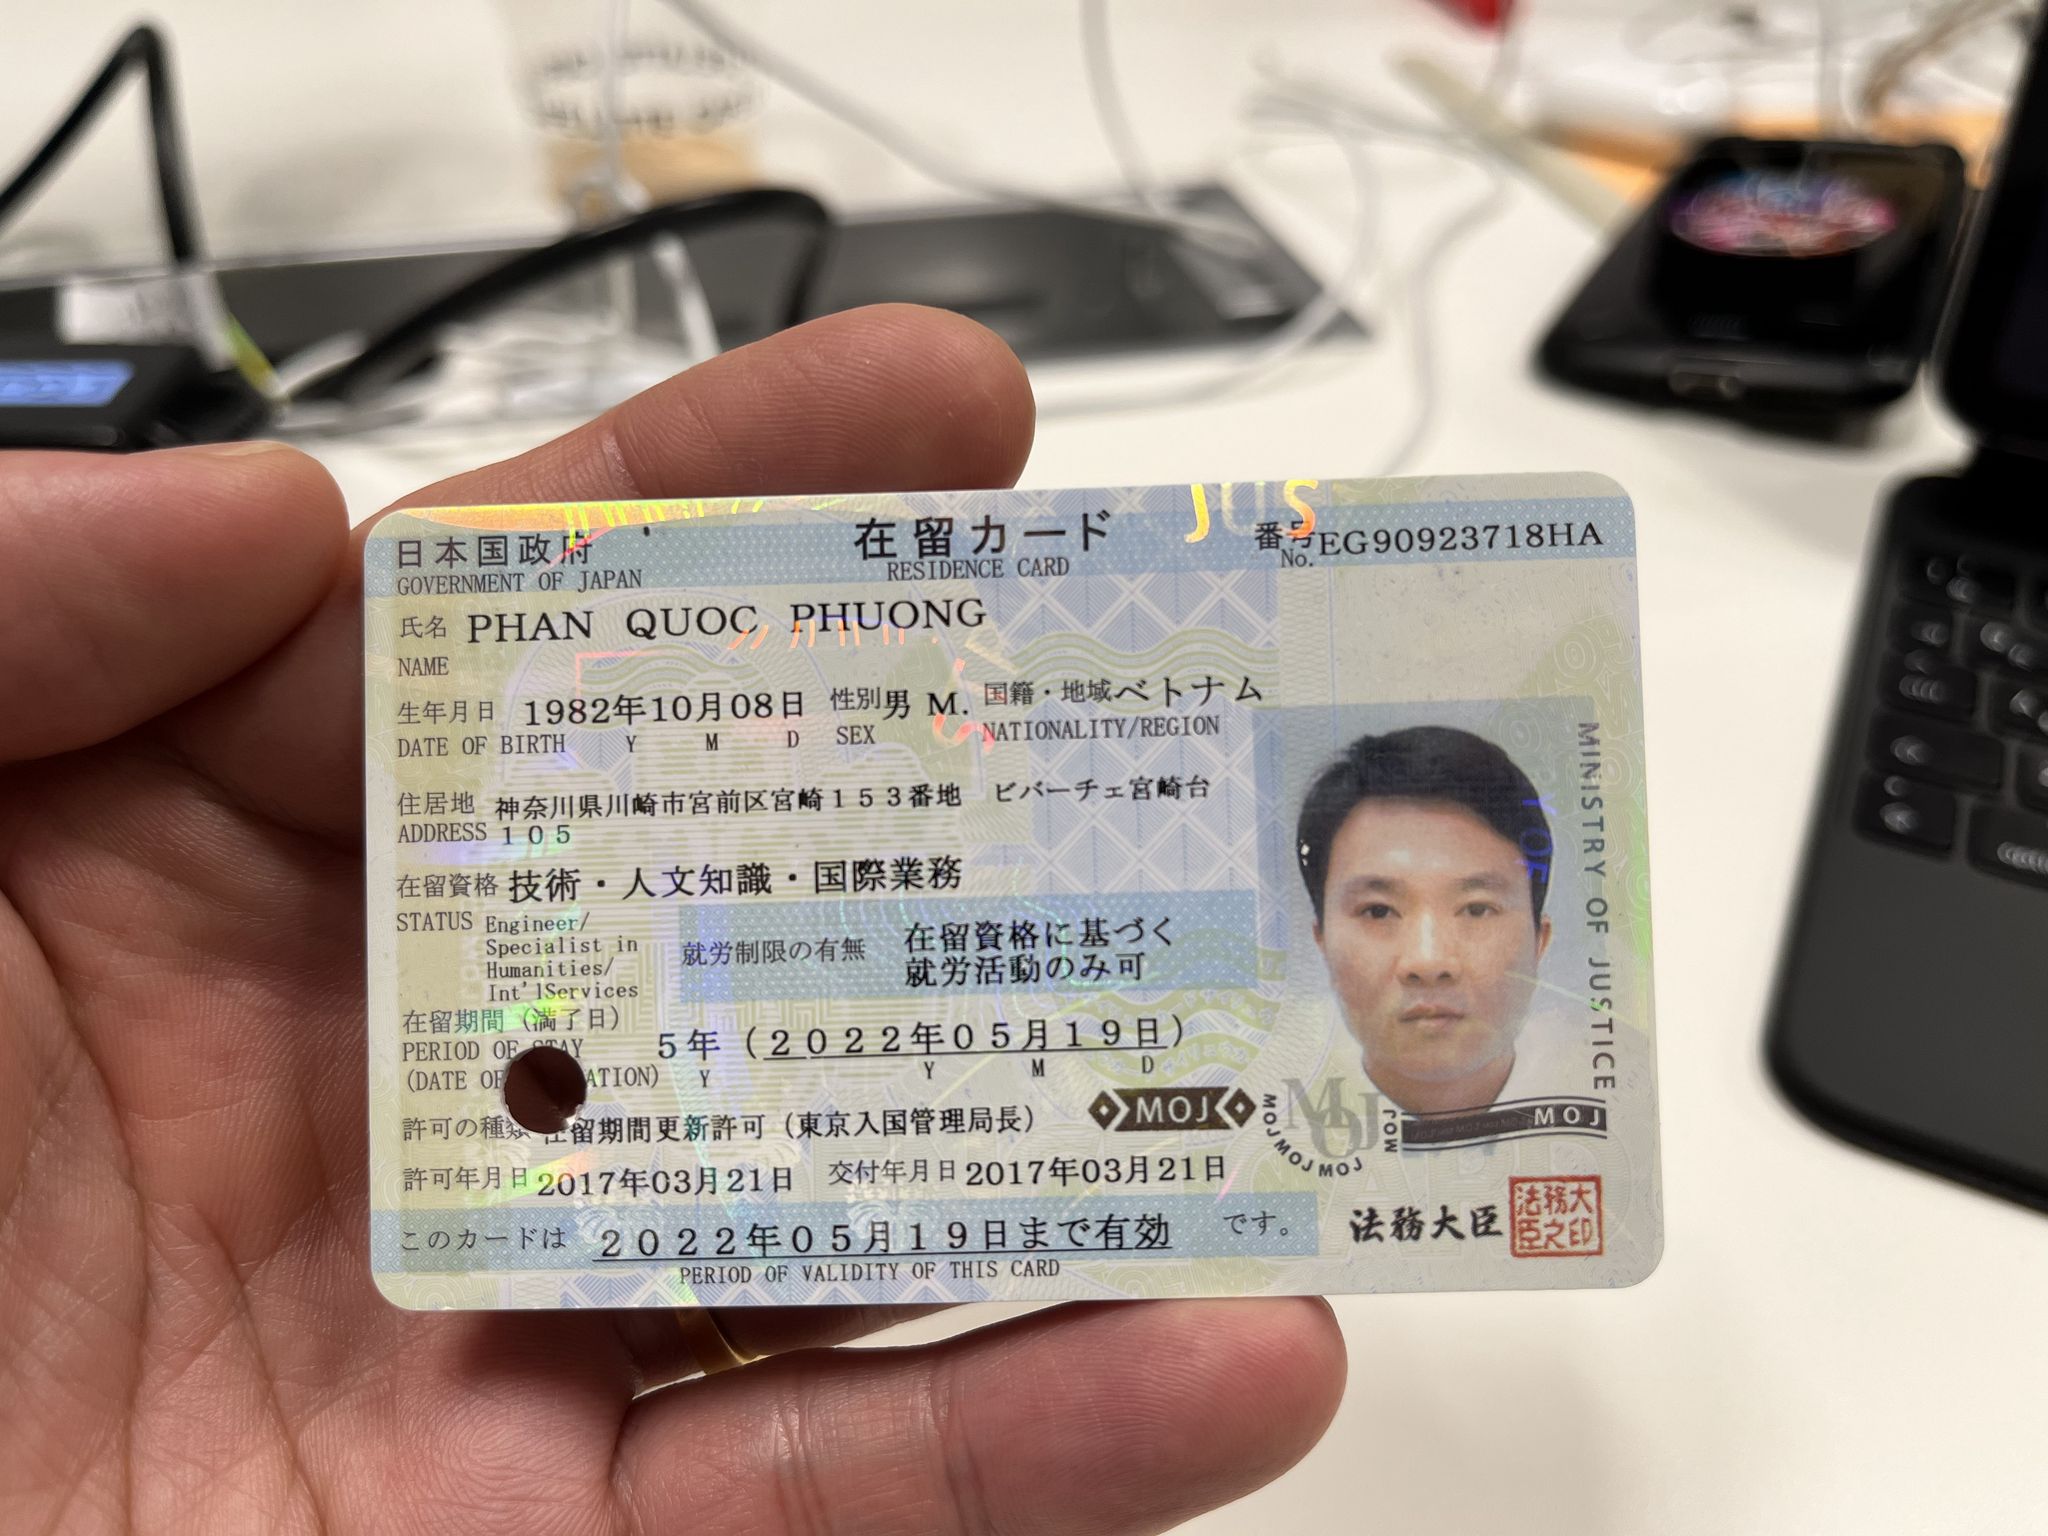 日本国政府
GOVERNMENT OF JAPAN
在留カード
RESIDENCE CARD
番号 EG90923718HA
No.
氏名 PHAN QUOC PHUONG
NAME
生年月日 1982年10月08日 性別 男 M. 国籍・地域 ベトナム
DATE OF BIRTH Y M D SEX NATIONALITY/REGION
住居地 神奈川県川崎市宮前区宮崎153番地 ビバーチェ宮崎台
ADDRESS 105
在留資格 技術・人文知識・国際業務
STATUS Engineer/
Specialist in
Humanities/
Int'lServices
就労制限の有無 在留資格に基づく
就労活動のみ可
在留期間(満了日)
PERIOD OF STAY 5年(2022年05月19日)
(DATE OF Y Y M D
許可の種類 在留期間更新許可(東京入国管理局長)
許可年月日 2017年03月21日 交付年月日 2017年03月21日
このカードは 2022年05月19日まで有効 です。
PERIOD OF VALIDITY OF THIS CARD
MOJ
MOJ
MOJ MOJ MOJ MOJ
MOJ
MINISTRY OF JUSTICE
法務大臣
法務大臣之印
JUS